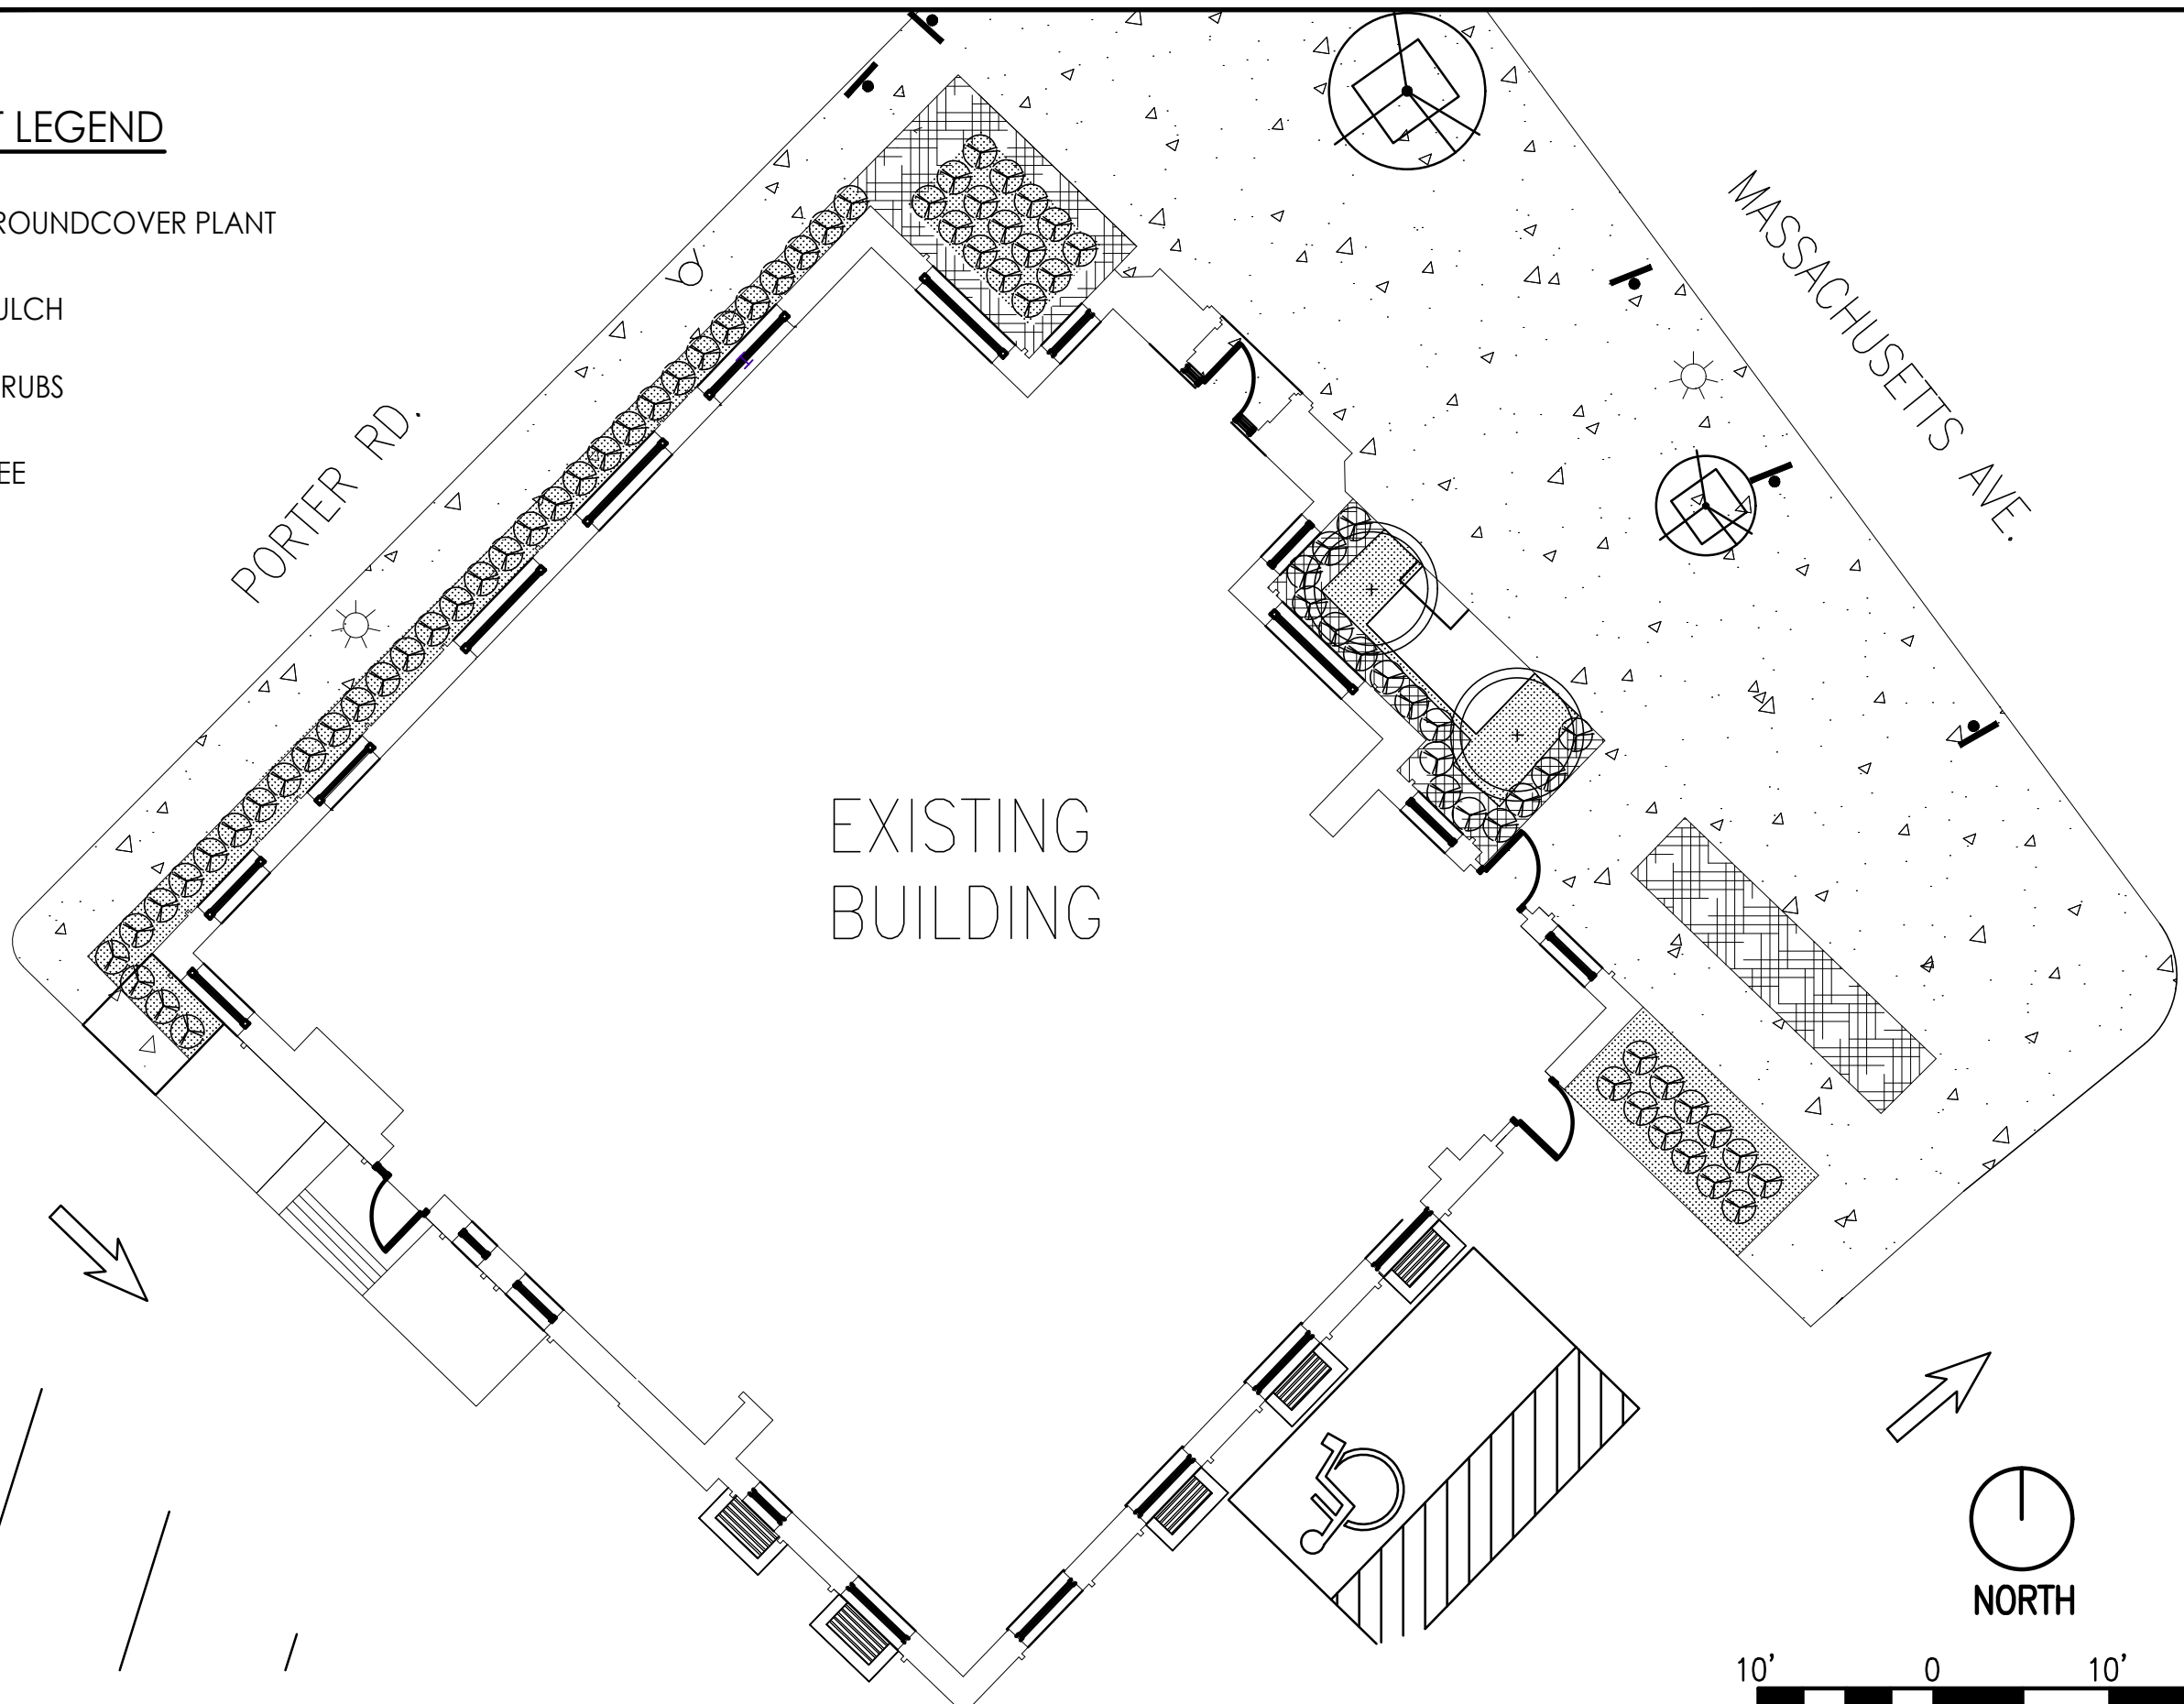 T LEGEND
ROUNDCOVER PLANT
ULCH
RUBS
EE
PORTER RD.
MASSACHUSETTS AVE.
EXISTING
BUILDING
NORTH
10' 0 10'